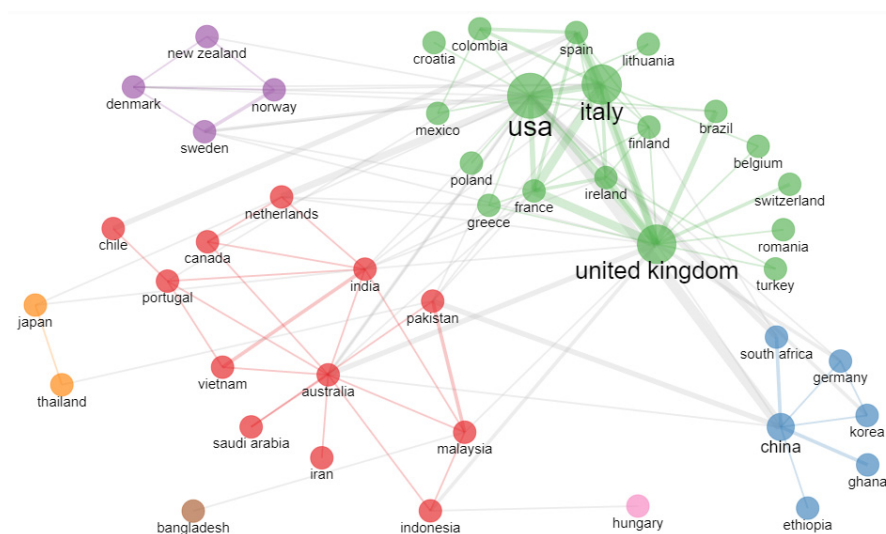 new zealand
colombia
spain
croatia
lithuania
denmark
norway
usa
italy
mexico
sweden
finland
brazil
belgium
poland
ireland
switzerland
netherlands
france
greece
chile
canada
romania
united kingdom
turkey
portugal
india
japan
pakistan
south africa
germany
vietnam
australia
thailand
saudi arabia
malaysia
china
korea
iran
ghana
bangladesh
indonesia
hungary
ethiopia